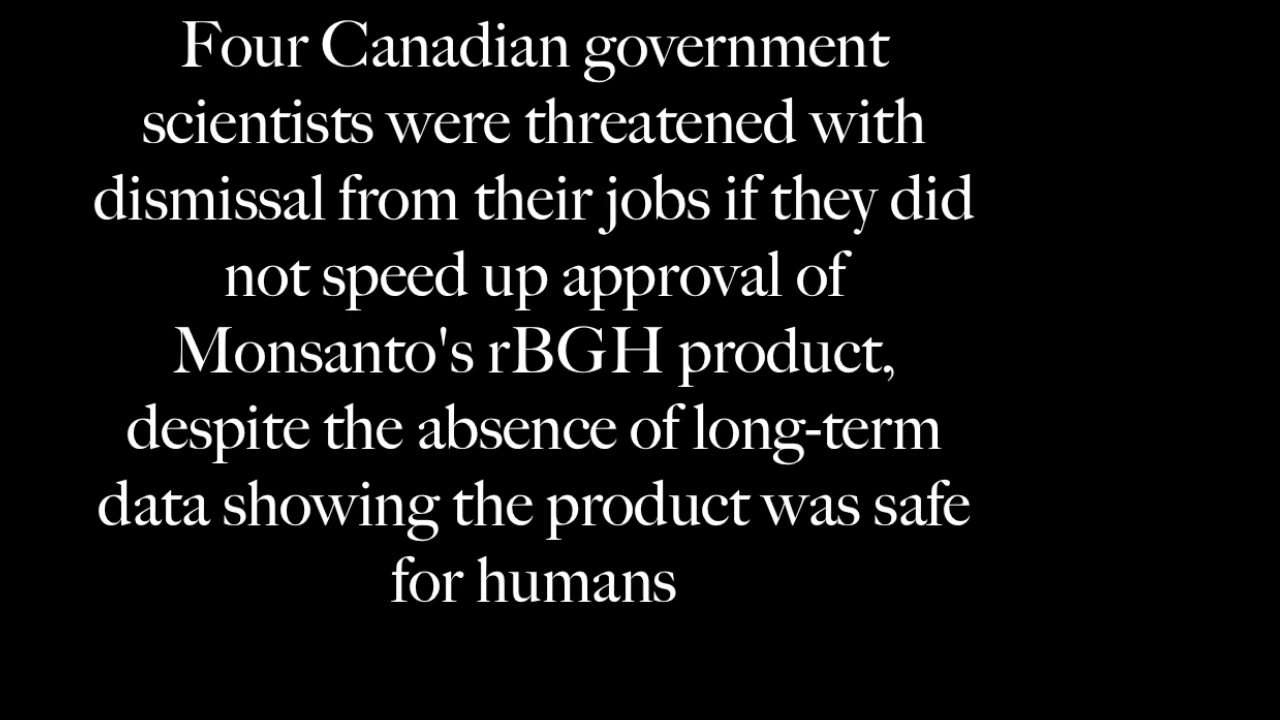 Four Canadian government
scientists were threatened with
dismissal from their jobs if they did
not speed up approval of
Monsanto's rBGH product,
despite the absence of long-term
data showing the product was safe
for humans